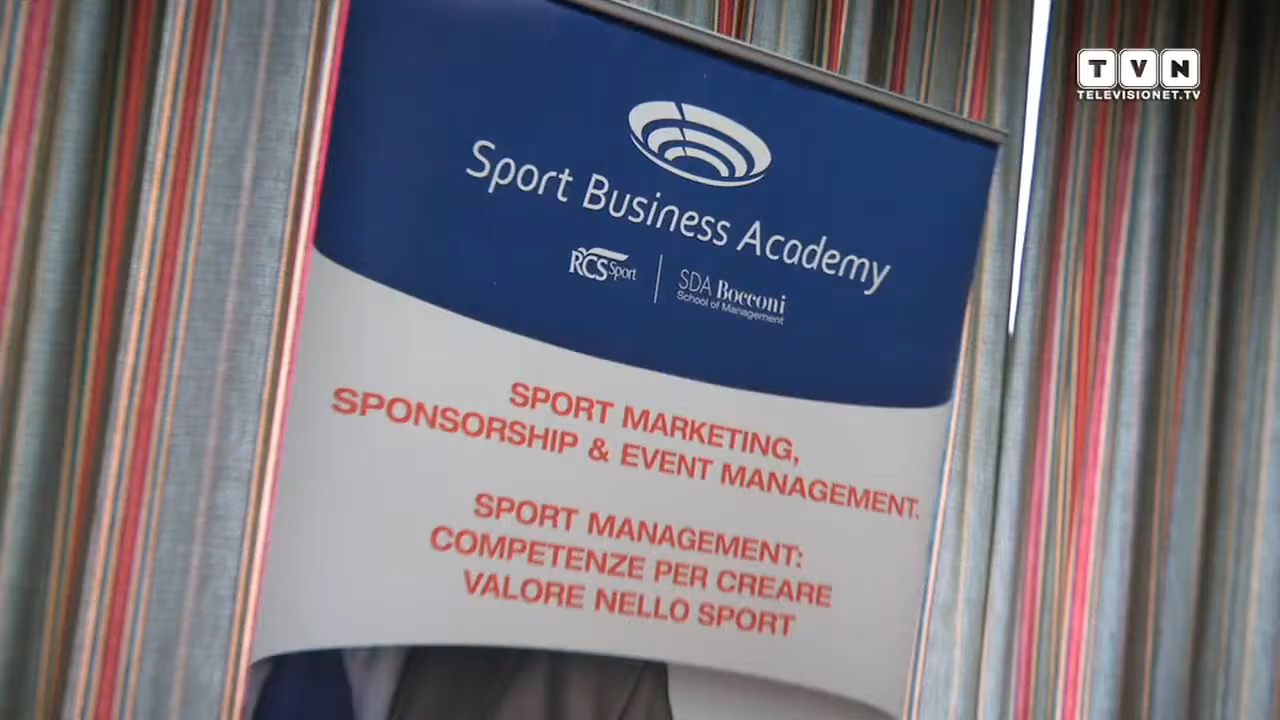 TVN
TELEVISIONET.TV
Sport Business Academy
RCS Sport
SDA Bocconi
School of Management
SPORT MARKETING,
SPONSORSHIP & EVENT MANAGEMENT.
SPORT MANAGEMENT:
COMPETENZE PER CREARE
VALORE NELLO SPORT